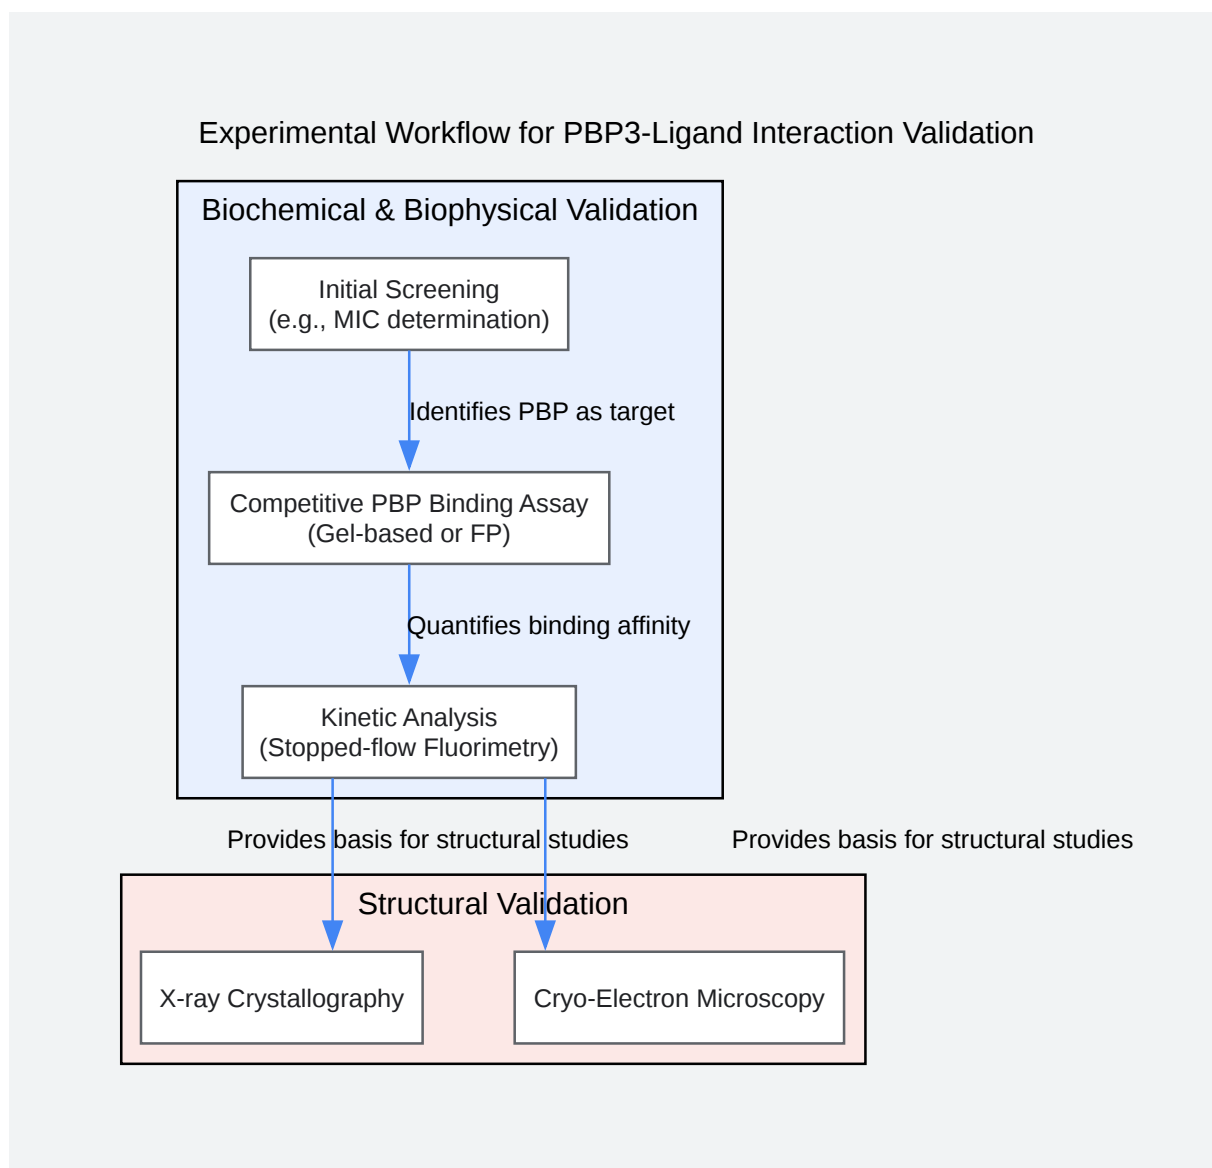 Experimental Workflow for PBP3-Ligand Interaction Validation
Biochemical & Biophysical Validation
Initial Screening
(e.g., MIC determination)
Identifies PBP as target
Competitive PBP Binding Assay
(Gel-based or FP)
Quantifies binding affinity
Kinetic Analysis
(Stopped-flow Fluorimetry)
Provides basis for structural studies
Provides basis for structural studies
Structural Validation
X-ray Crystallography
Cryo-Electron Microscopy